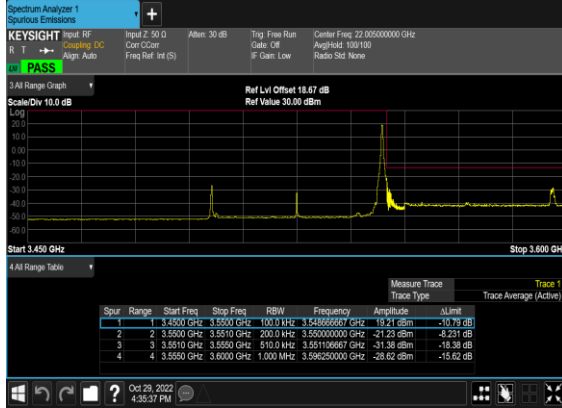 Spectrum Analyzer 1
Spurious Emissions
KEYSIGHT Input: RF Input Z: 50 Ω Atten: 30 dB Trig: Free Run Center Freq: 22.005000000 GHz
R T Coupling: DC Corr CCorr Gate: Off Avg|Hold: 100/100
Align: Auto Freq Ref: Int (S) IF Gain: Low Radio Std: None
PASS
3 All Range Graph
Ref Lvl Offset 18.67 dB
Scale/Div 10.0 dB Ref Value 30.00 dBm
Log
20.0
10.0
0.00
-10.0
-20.0
-30.0
-40.0
-50.0
-60.0
Start 3.450 GHz Stop 3.600 GH
4 All Range Table
Measure Trace Trace 1
Trace Type Trace Average (Active)
Spur Range Start Freq Stop Freq RBW Frequency Amplitude ΔLimit
1 1 3.4500 GHz 3.5500 GHz 100.0 kHz 3.548666667 GHz 19.21 dBm -10.79 dB
2 2 3.5500 GHz 3.5510 GHz 200.0 kHz 3.550000000 GHz -21.23 dBm -8.231 dB
3 3 3.5510 GHz 3.5550 GHz 510.0 kHz 3.551106667 GHz -31.38 dBm -18.38 dB
4 4 3.5550 GHz 3.6000 GHz 1.000 MHz 3.596250000 GHz -28.62 dBm -15.62 dB
? Oct 29, 2022
4:35:37 PM